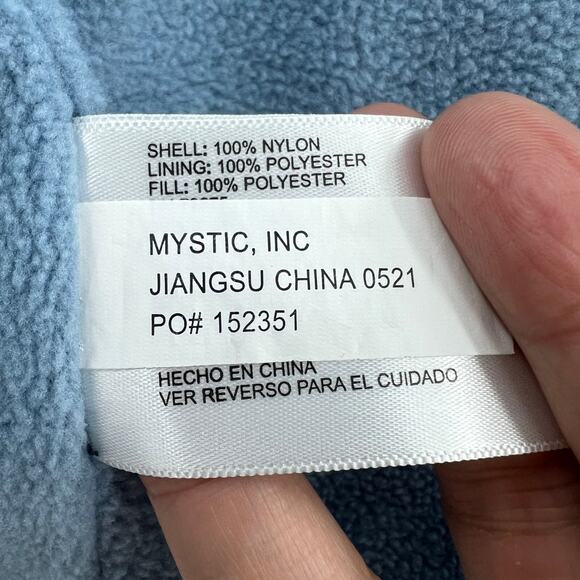 SHELL: 100% NYLON
LINING: 100% POLYESTER
FILL: 100% POLYESTER
MYSTIC, INC
JIANGSU CHINA 0521
PO# 152351
HECHO EN CHINA
VER REVERSO PARA EL CUIDADO